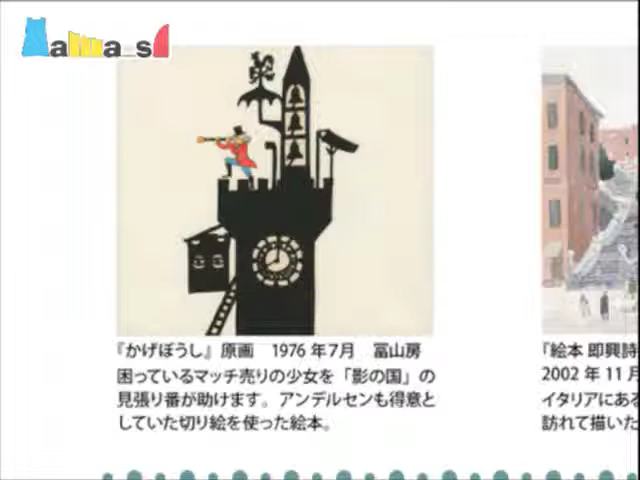 『かげぼうし』原画 1976 年7月 冨山房
困っているマッチ売りの少女を「影の国」の
見張り番が助けます。アンデルセンも得意と
していた切り絵を使った絵本。
「絵本 即興詩
2002 年 11 月
イタリアにある
訪れて描いた